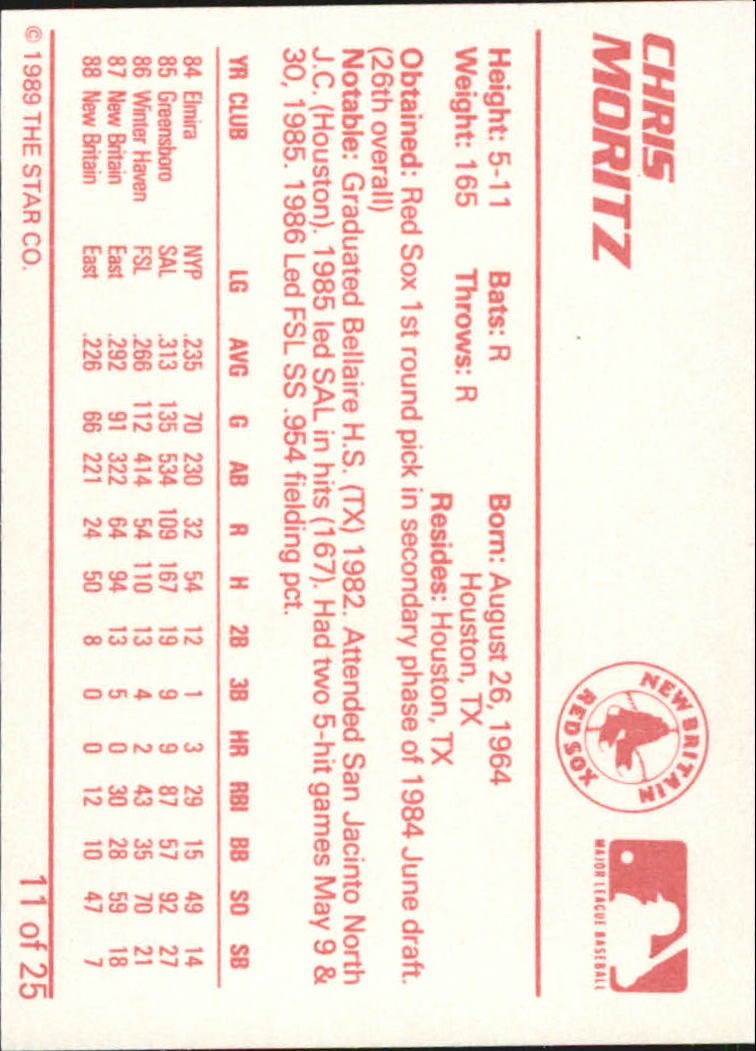 CHRIS
MORITZ
NEW BRITAIN
RED SOX
MAJOR LEAGUE BASEBALL
Height: 5-11 Bats: R Born: August 26, 1964
Weight: 165 Throws: R Houston, TX
Resides: Houston, TX
Obtained: Red Sox 1st round pick in secondary phase of 1984 June draft.
(26th overall)
Notable: Graduated Bellaire H.S. (TX) 1982. Attended San Jacinto North
J.C. (Houston). 1985 led SAL in hits (167). Had two 5-hit games May 9 &
30, 1985. 1986 Led FSL SS .954 fielding pct.
YR CLUB LG AVG G AB R H 2B 3B HR RBI BB SO SB
84 Elmira NYP .235 70 230 32 54 12 1 3 29 15 49 14
85 Greensboro SAL .313 135 534 109 167 19 9 9 87 57 92 27
86 Winter Haven FSL .266 112 414 54 110 13 4 2 43 35 70 21
87 New Britain East .292 91 322 64 94 13 5 0 30 28 59 18
88 New Britain East .226 66 221 24 50 8 0 0 12 10 47 7
© 1989 THE STAR CO. 11 of 25